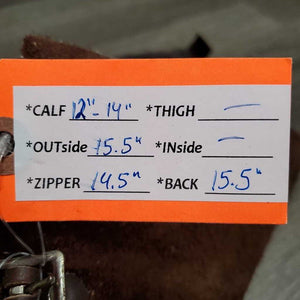 *CALF 12"- 14" *THIGH —
*OUTside 15.5" *INside —
*ZIPPER 14.5" *BACK 15.5"